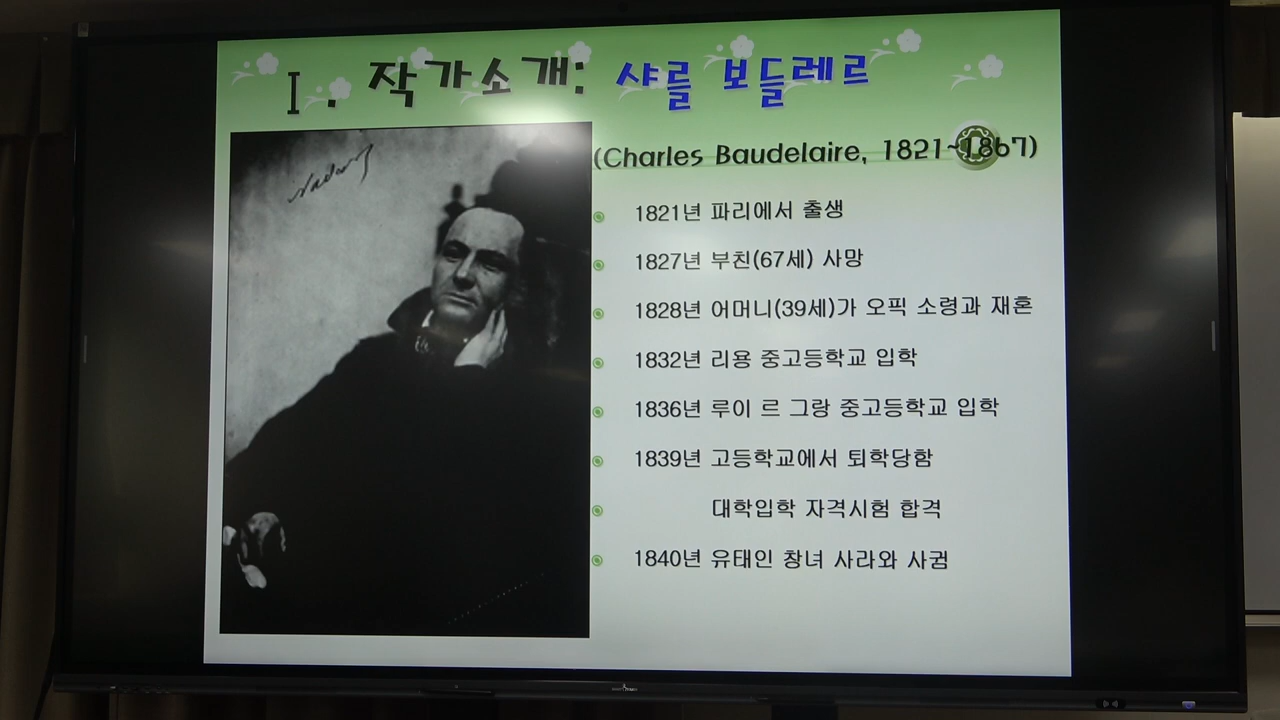 Ⅰ. 작가소개: 샤를 보들레르
(Charles Baudelaire, 1821~1867)
Nadar
1821년 파리에서 출생
1827년 부친(67세) 사망
1828년 어머니(39세)가 오픽 소령과 재혼
1832년 리용 중고등학교 입학
1836년 루이 르 그랑 중고등학교 입학
1839년 고등학교에서 퇴학당함
대학입학 자격시험 합격
1840년 유태인 창녀 사라와 사귐